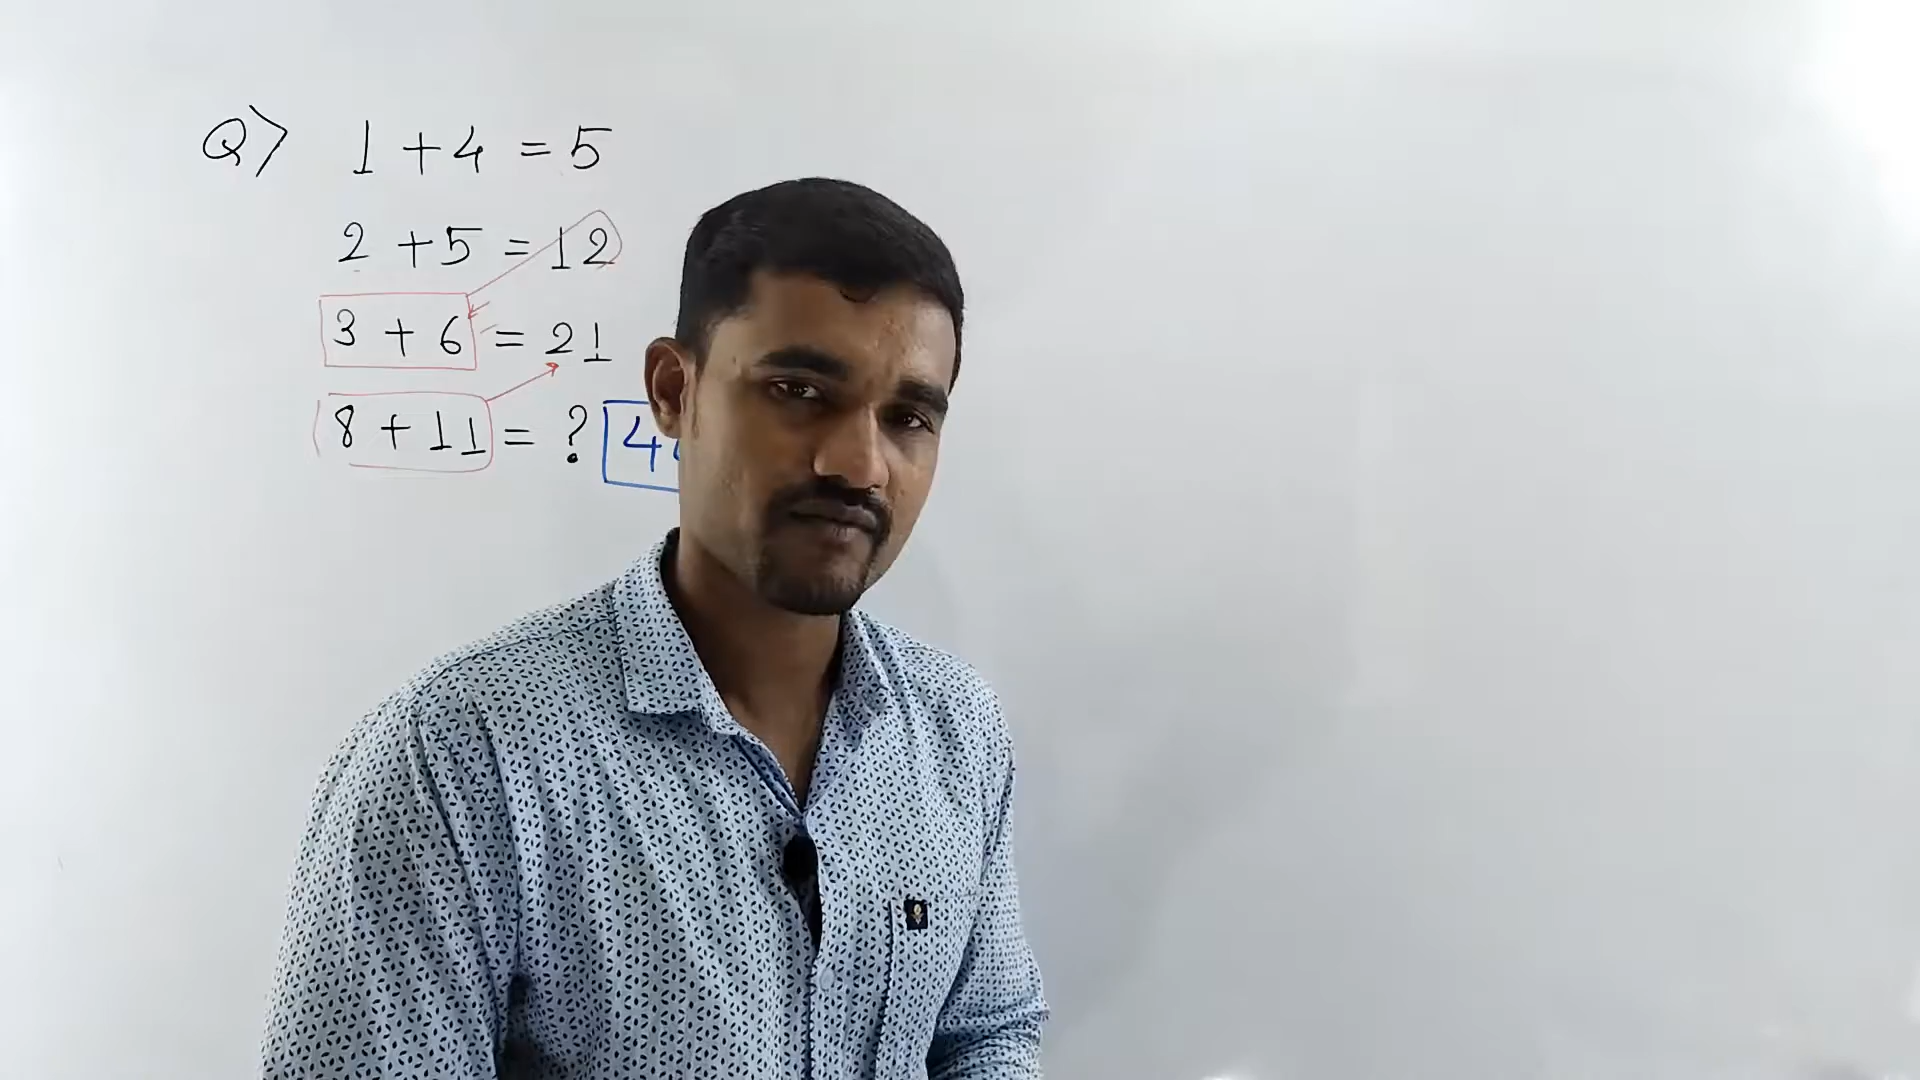 Q> 1 + 4 = 5
2 + 5 = 12
3 + 6 = 21
8 + 11 = ? 4